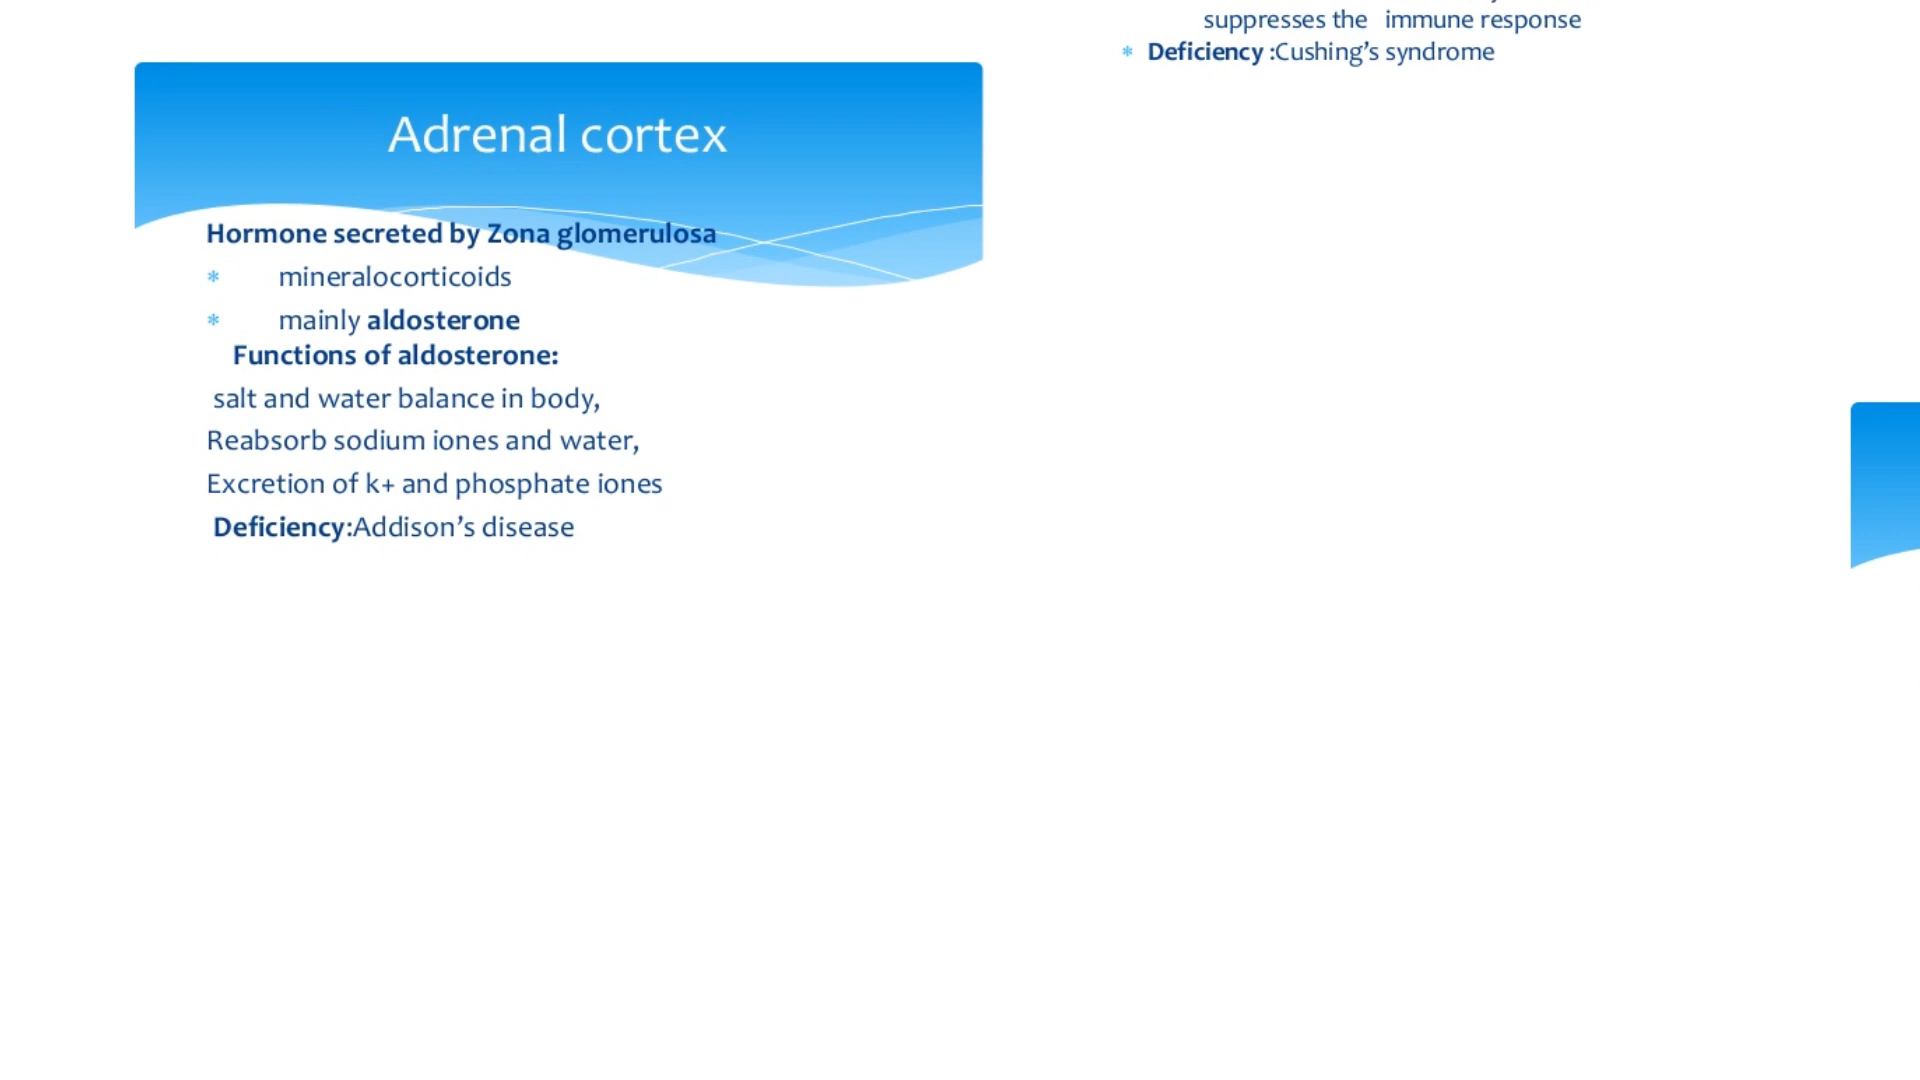 suppresses the immune response
* Deficiency :Cushing's syndrome
Adrenal cortex
Hormone secreted by Zona glomerulosa
* mineralocorticoids
* mainly aldosterone
Functions of aldosterone:
salt and water balance in body,
Reabsorb sodium iones and water,
Excretion of k+ and phosphate iones
Deficiency:Addison's disease